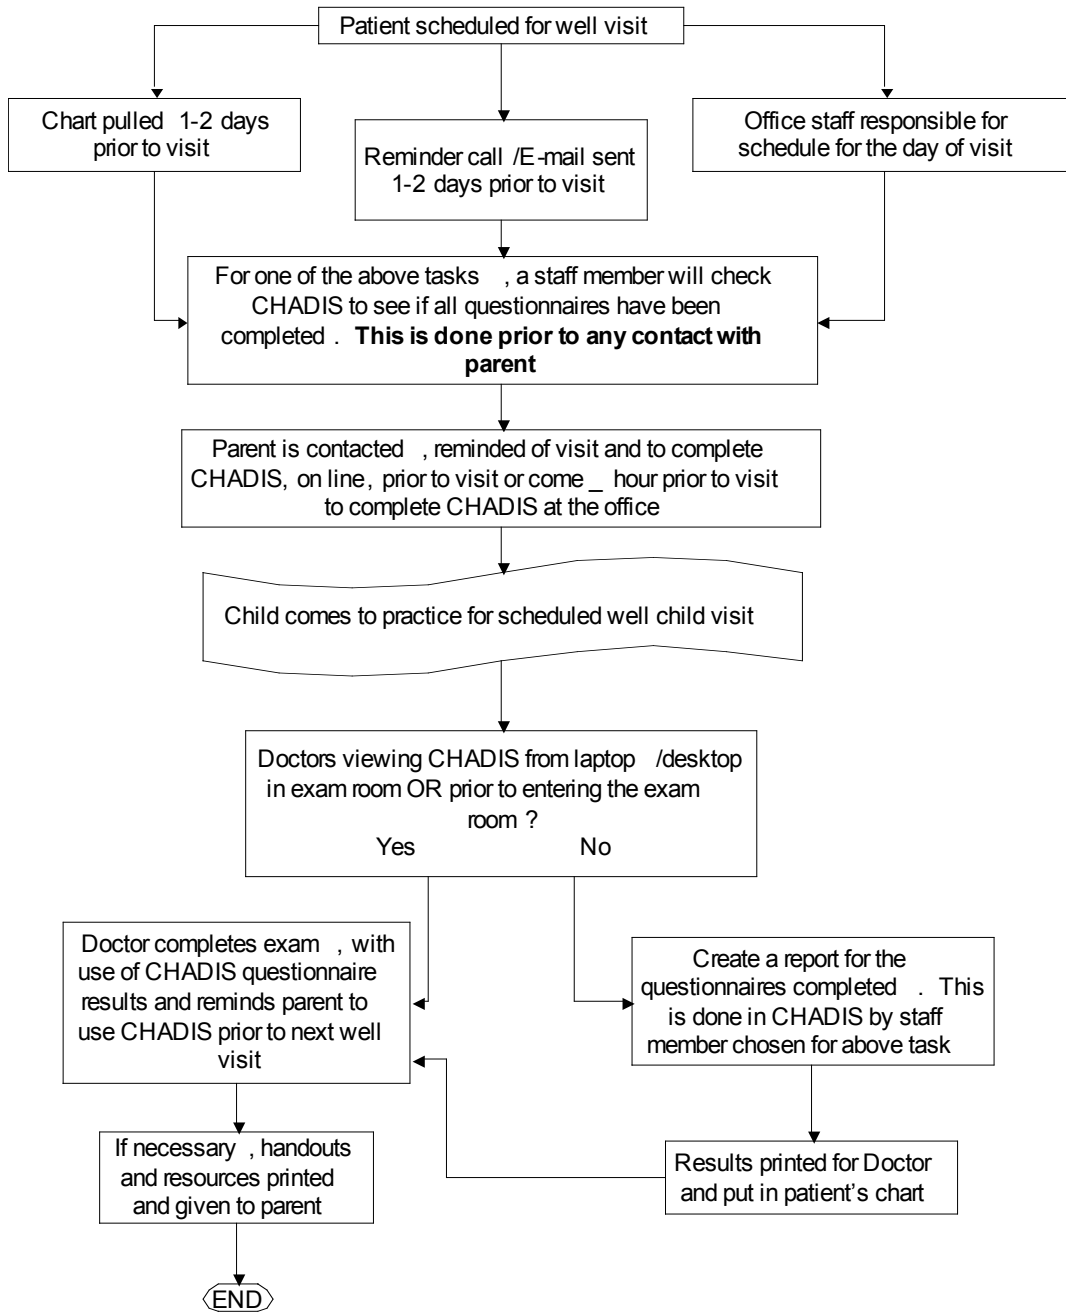 Patient scheduled for well visit
Chart pulled 1-2 days
prior to visit
Reminder call /E-mail sent
1-2 days prior to visit
Office staff responsible for
schedule for the day of visit
For one of the above tasks , a staff member will check
CHADIS to see if all questionnaires have been
completed . This is done prior to any contact with
parent
Parent is contacted , reminded of visit and to complete
CHADIS, on line, prior to visit or come _ hour prior to visit
to complete CHADIS at the office
Child comes to practice for scheduled well child visit
Doctors viewing CHADIS from laptop /desktop
in exam room OR prior to entering the exam
room ?
Yes No
Doctor completes exam , with
use of CHADIS questionnaire
results and reminds parent to
use CHADIS prior to next well
visit
Create a report for the
questionnaires completed . This
is done in CHADIS by staff
member chosen for above task
If necessary , handouts
and resources printed
and given to parent
Results printed for Doctor
and put in patient's chart
END